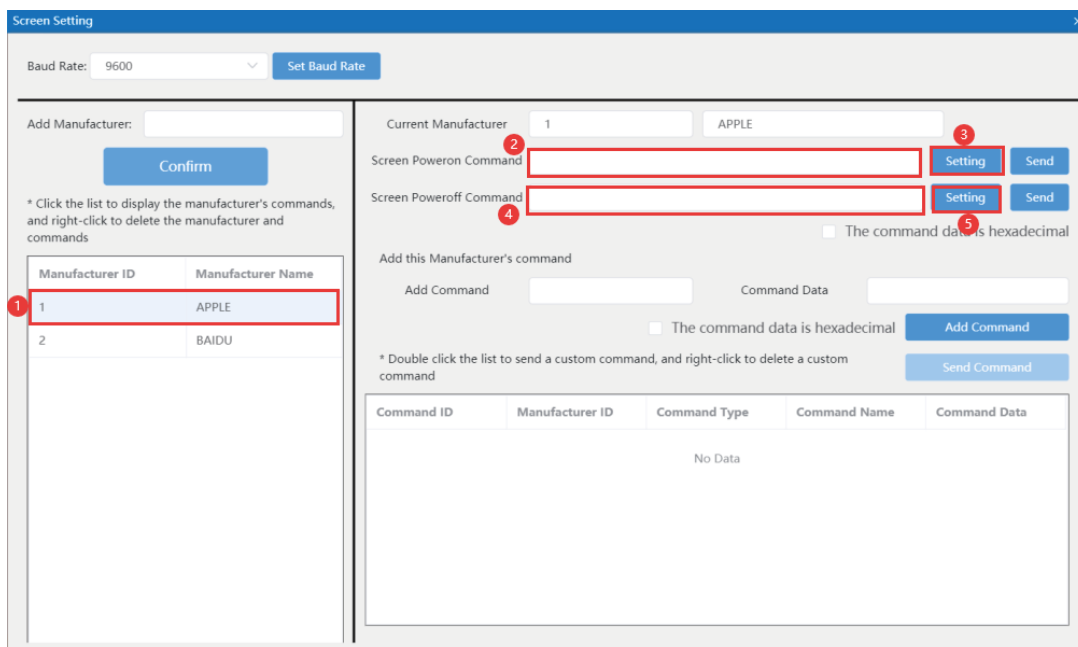 Screen Setting
Baud Rate: 9600 Set Baud Rate
Add Manufacturer:
Confirm
* Click the list to display the manufacturer's commands,
and right-click to delete the manufacturer and
commands
Manufacturer ID Manufacturer Name
1 1 APPLE
2 BAIDU
Current Manufacturer 1 APPLE
2 3
Screen Poweron Command Setting Send
Screen Poweroff Command Setting Send
4 5
The command data is hexadecimal
Add this Manufacturer's command
Add Command Command Data
The command data is hexadecimal Add Command
* Double click the list to send a custom command, and right-click to delete a custom
command
Send Command
Command ID Manufacturer ID Command Type Command Name Command Data
No Data